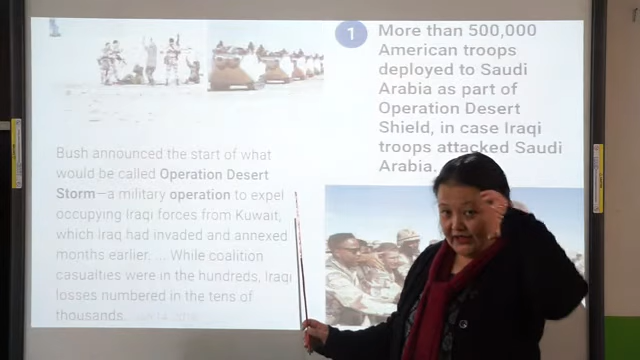 Bush announced the start of what
would be called Operation Desert
Storm—a military operation to expel
occupying Iraqi forces from Kuwait,
which Iraq had invaded and annexed
months earlier. ... While coalition
casualties were in the hundreds, Iraqi
losses numbered in the tens of
thousands.
1
More than 500,000
American troops
deployed to Saudi
Arabia as part of
Operation Desert
Shield, in case Iraqi
troops attacked Saudi
Arabia.